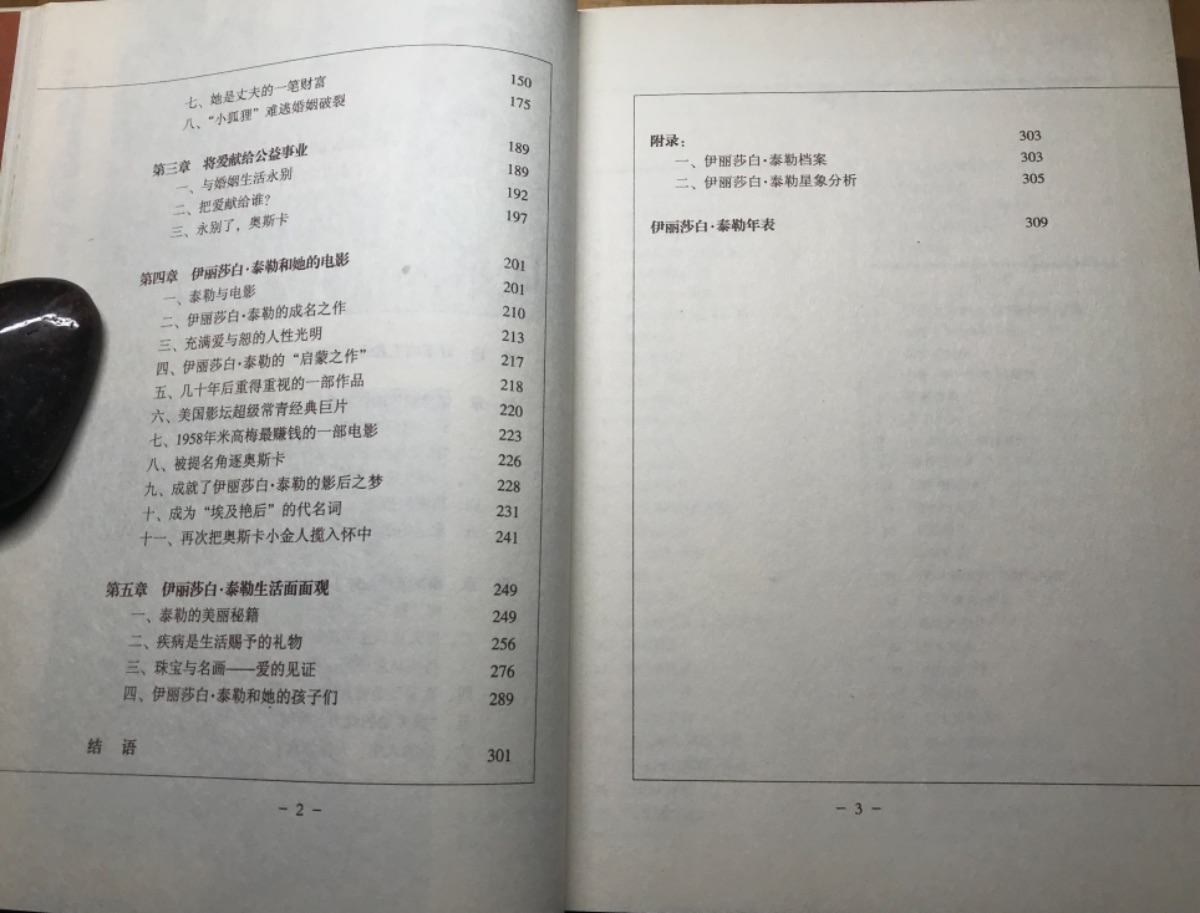 七、她是丈夫的一笔财富 150
八、“小狐狸”难逃婚姻破裂 175
第三章 将爱献给公益事业 189
一、与婚姻生活永别 189
二、把爱献给谁? 192
三、永别了，奥斯卡 197
第四章 伊丽莎白·泰勒和她的电影 201
一、泰勒与电影 201
二、伊丽莎白·泰勒的成名之作 210
三、充满爱与恕的人性光明 213
四、伊丽莎白·泰勒的“启蒙之作” 217
五、几十年后重得重视的一部作品 218
六、美国影坛超级常青经典巨片 220
七、1958年米高梅最赚钱的一部电影 223
八、被提名角逐奥斯卡 226
九、成就了伊丽莎白·泰勒的影后之梦 228
十、成为“埃及艳后”的代名词 231
十一、再次把奥斯卡小金人揽入怀中 241
第五章 伊丽莎白·泰勒生活面面观 249
一、泰勒的美丽秘籍 249
二、疾病是生活赐予的礼物 256
三、珠宝与名画——爱的见证 276
四、伊丽莎白·泰勒和她的孩子们 289
结 语 301
－2－
附录： 303
一、伊丽莎白·泰勒档案 303
二、伊丽莎白·泰勒星象分析 305
伊丽莎白·泰勒年表 309
－3－